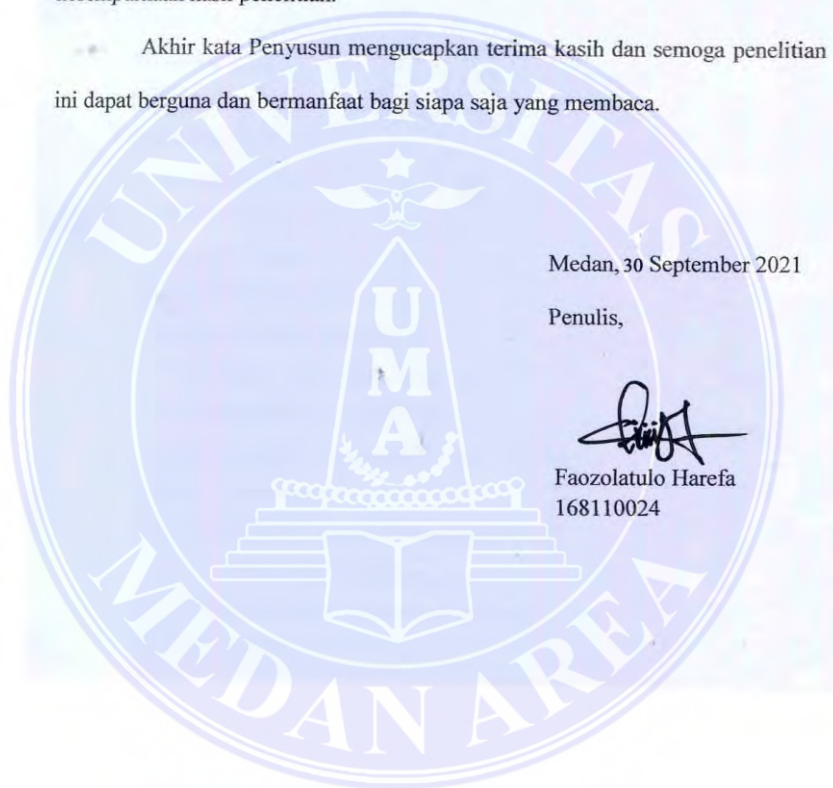 Akhir kata Penyusun mengucapkan terima kasih dan semoga penelitian
ini dapat berguna dan bermanfaat bagi siapa saja yang membaca.
Medan, 30 September 2021
Penulis,
Faozolatulo Harefa
168110024
UNIVERSITAS
UMA
MEDAN AREA